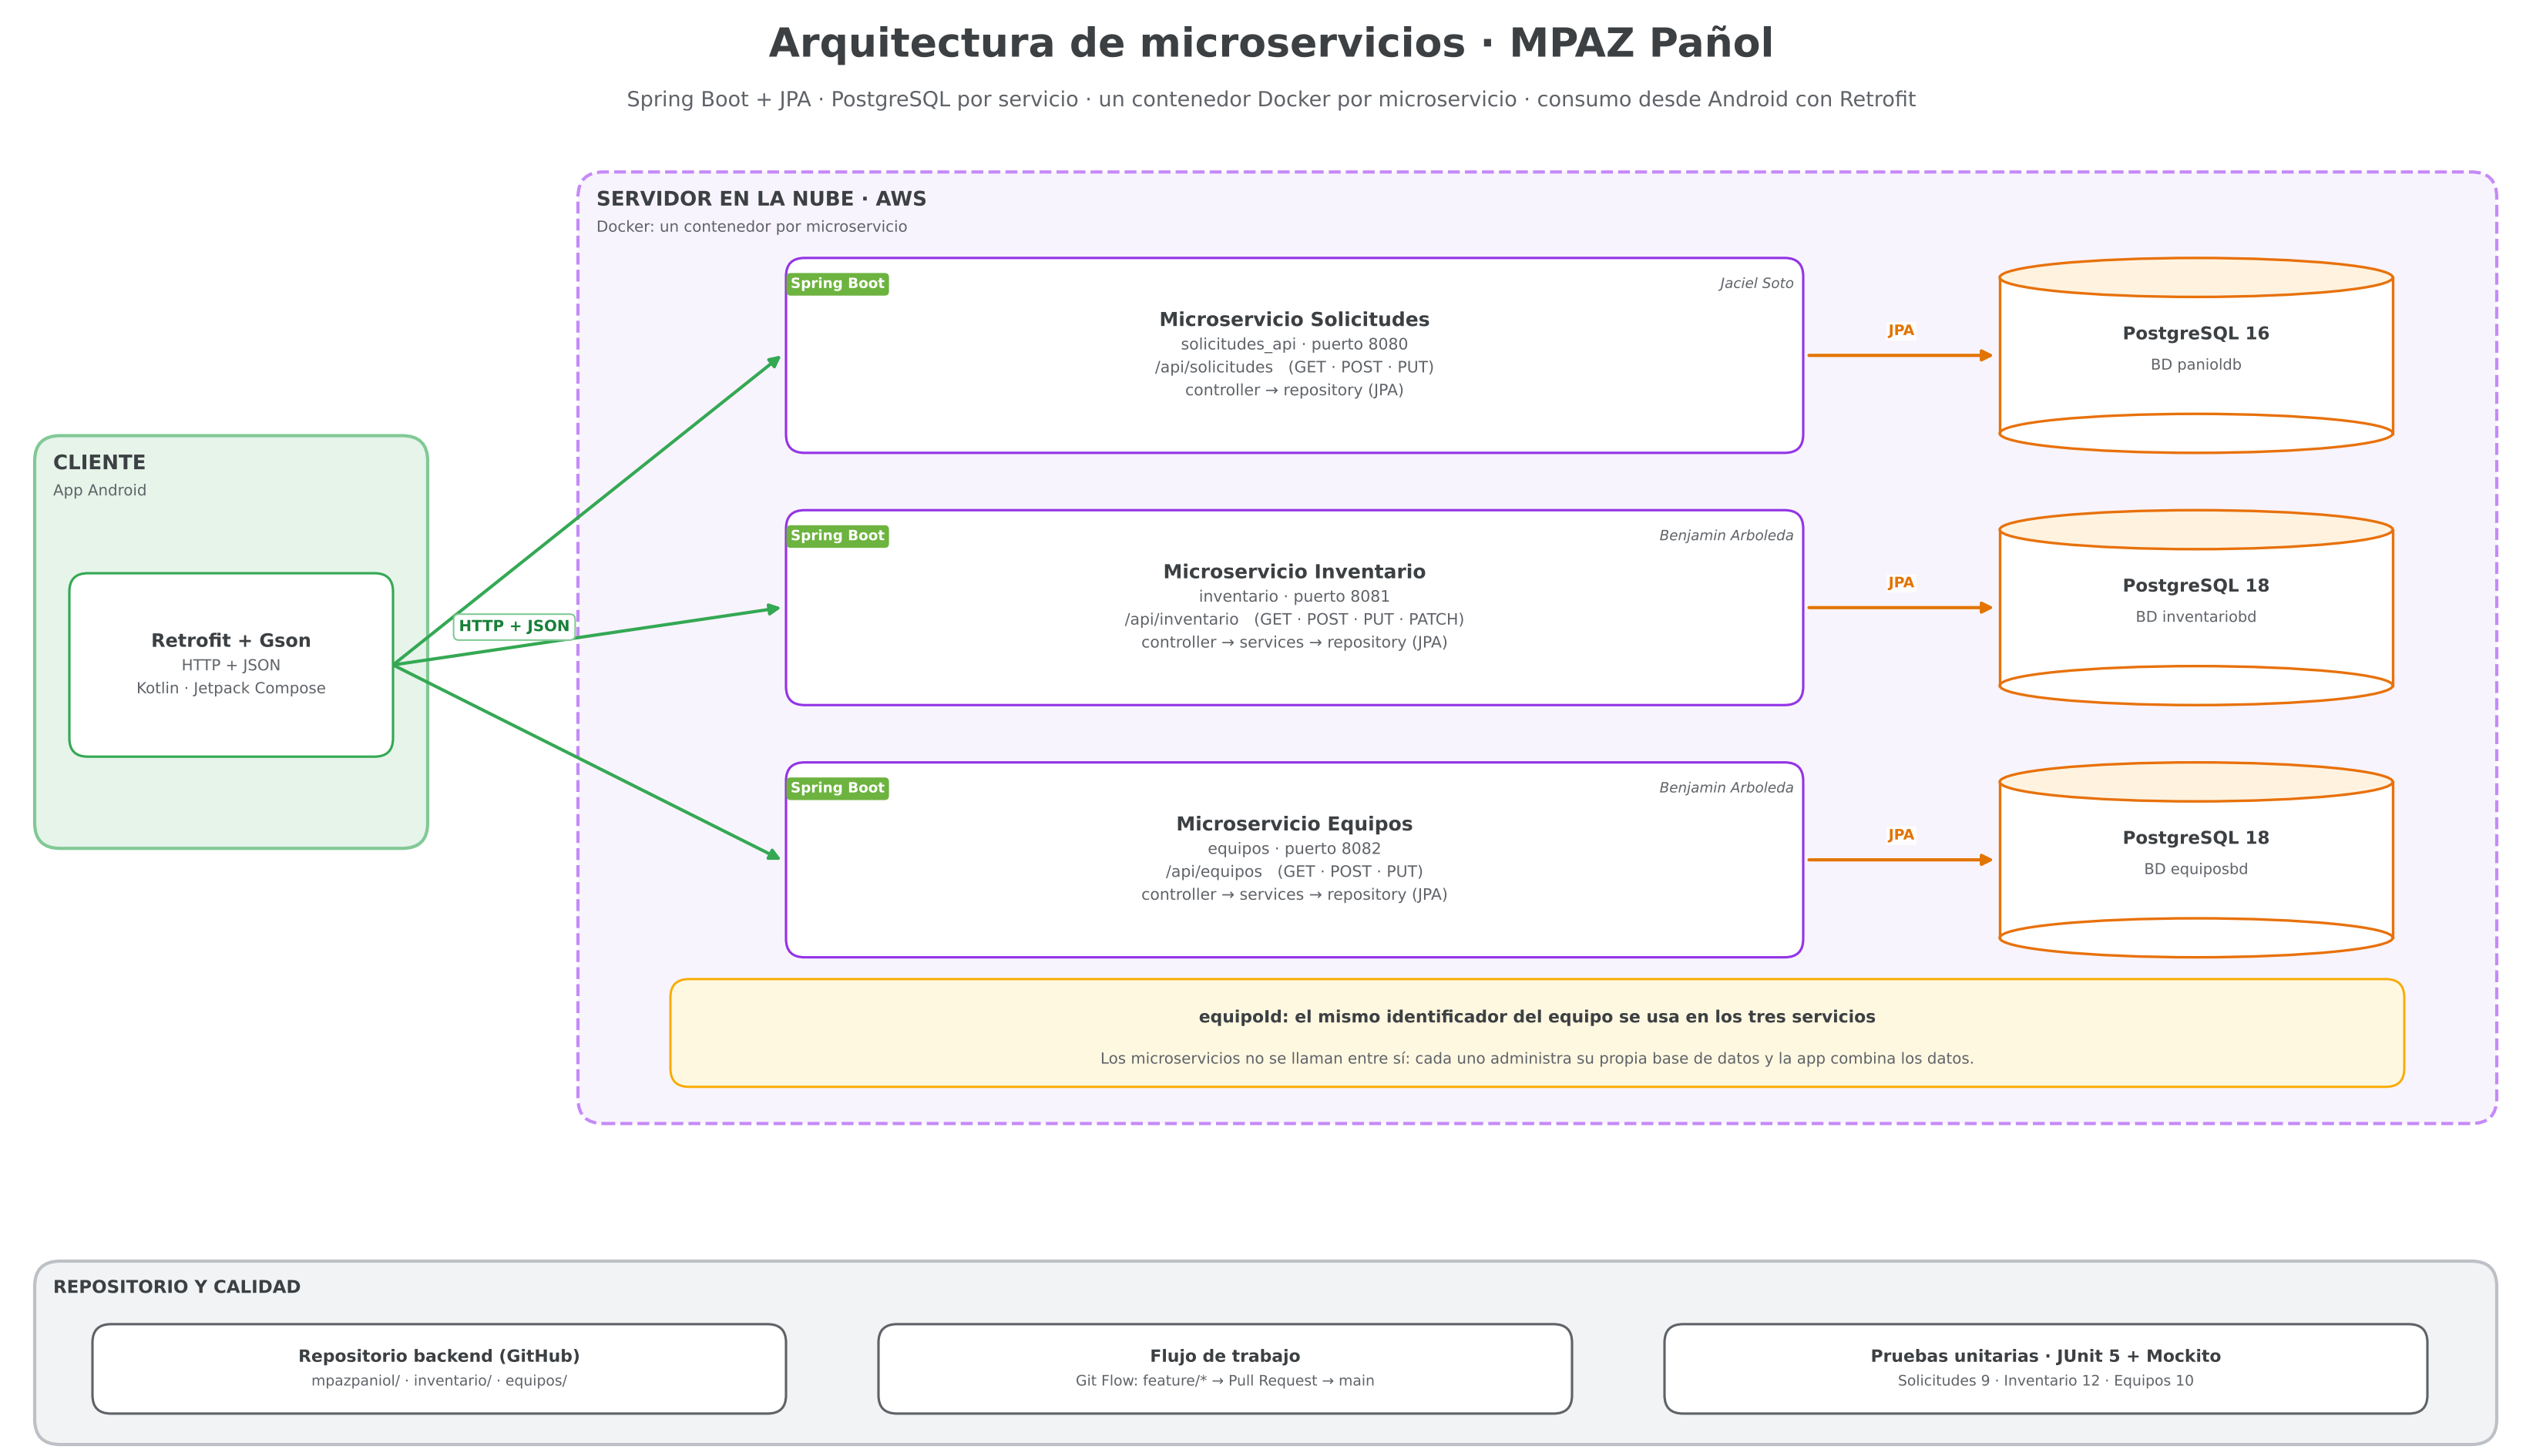 Arquitectura de microservicios · MPAZ Pañol
Spring Boot + JPA · PostgreSQL por servicio · un contenedor Docker por microservicio · consumo desde Android con Retrofit
SERVIDOR EN LA NUBE · AWS
Docker: un contenedor por microservicio
Spring Boot
Jaciel Soto
Microservicio Solicitudes
solicitudes_api · puerto 8080
/api/solicitudes (GET · POST · PUT)
controller → repository (JPA)
JPA
PostgreSQL 16
BD panioldb
CLIENTE
App Android
Retrofit + Gson
HTTP + JSON
Kotlin · Jetpack Compose
HTTP + JSON
Spring Boot
Benjamin Arboleda
Microservicio Inventario
inventario · puerto 8081
/api/inventario (GET · POST · PUT · PATCH)
controller → services → repository (JPA)
JPA
PostgreSQL 18
BD inventariobd
Spring Boot
Benjamin Arboleda
Microservicio Equipos
equipos · puerto 8082
/api/equipos (GET · POST · PUT)
controller → services → repository (JPA)
JPA
PostgreSQL 18
BD equiposbd
equipoId: el mismo identificador del equipo se usa en los tres servicios
Los microservicios no se llaman entre sí: cada uno administra su propia base de datos y la app combina los datos.
REPOSITORIO Y CALIDAD
Repositorio backend (GitHub)
mpazpaniol/ · inventario/ · equipos/
Flujo de trabajo
Git Flow: feature/* → Pull Request → main
Pruebas unitarias · JUnit 5 + Mockito
Solicitudes 9 · Inventario 12 · Equipos 10